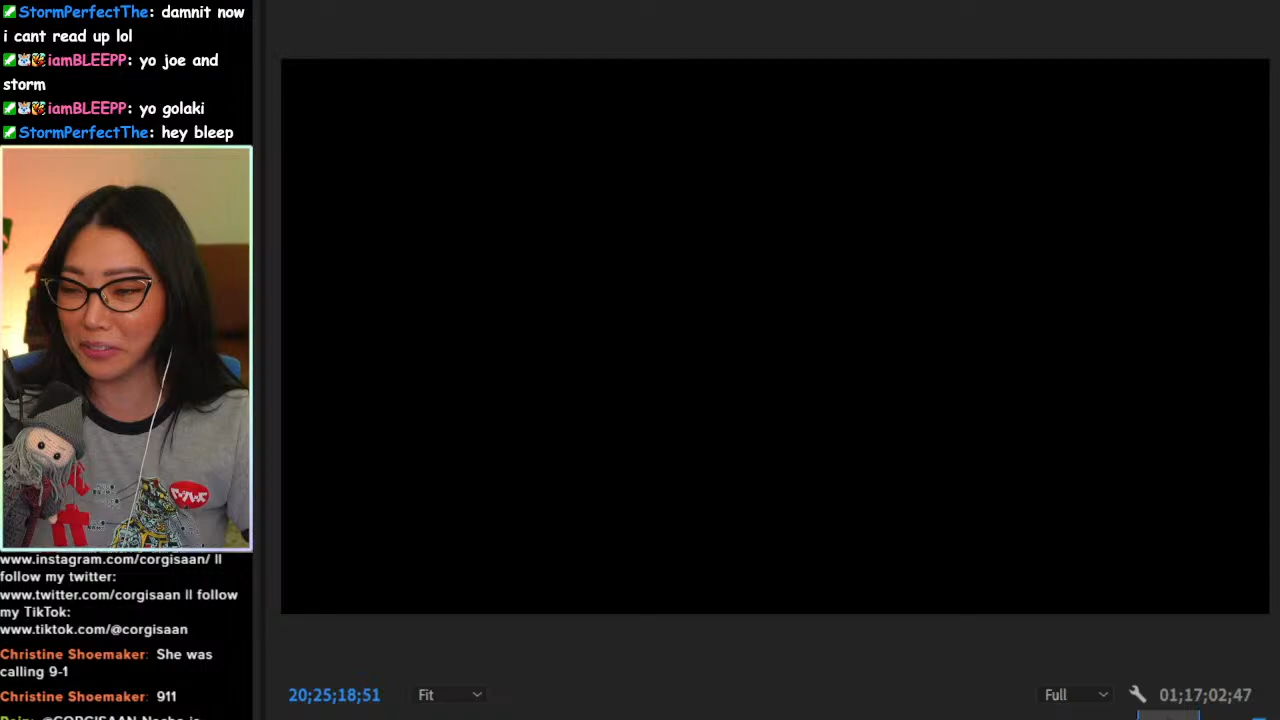 StormPerfectThe: damnit now
i cant read up lol
iamBLEEPP: yo joe and
storm
iamBLEEPP: yo golaki
StormPerfectThe: hey bleep
www.instagram.com/corgisaan/ ||
follow my twitter:
www.twitter.com/corgisaan || follow
my TikTok:
www.tiktok.com/@corgisaan
Christine Shoemaker: She was
calling 9-1
Christine Shoemaker: 911
20;25;18;51
Fit
Full
01;17;02;47